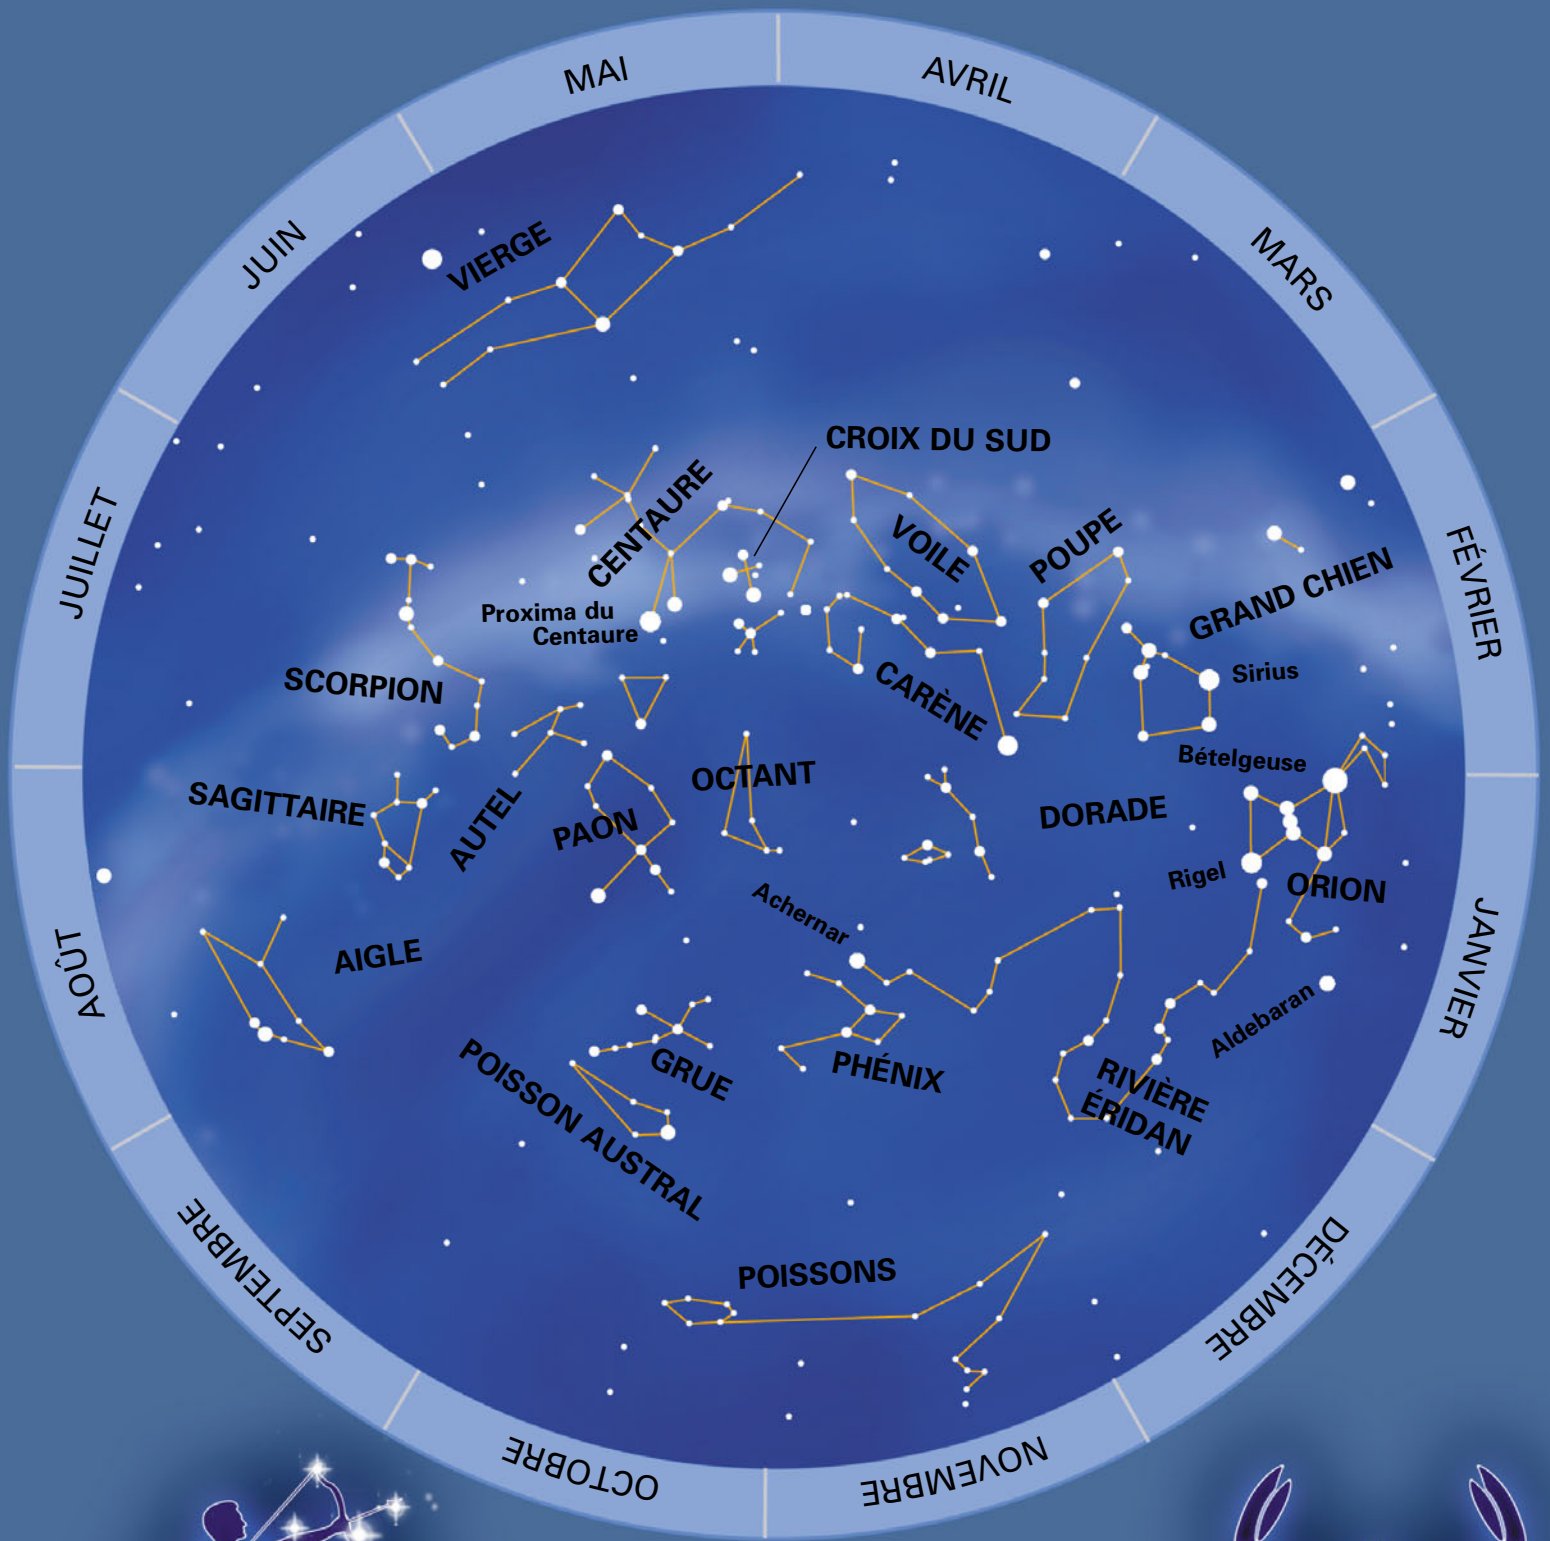 MAI
AVRIL
JUIN
MARS
VIERGE
CROIX DU SUD
CENTAURE
VOILE
POUPE
JUILLET
FÉVRIER
GRAND CHIEN
Proxima du
Centaure
SCORPION
CARÈNE
Sirius
Bételgeuse
OCTANT
SAGITTAIRE
AUTEL
PAON
DORADE
Rigel
ORION
Achernar
AIGLE
AOÛT
JANVIER
Aldebaran
GRUE
PHÉNIX
POISSON AUSTRAL
RIVIÈRE
ÉRIDAN
SEPTEMBRE
POISSONS
DÉCEMBRE
OCTOBRE
NOVEMBRE